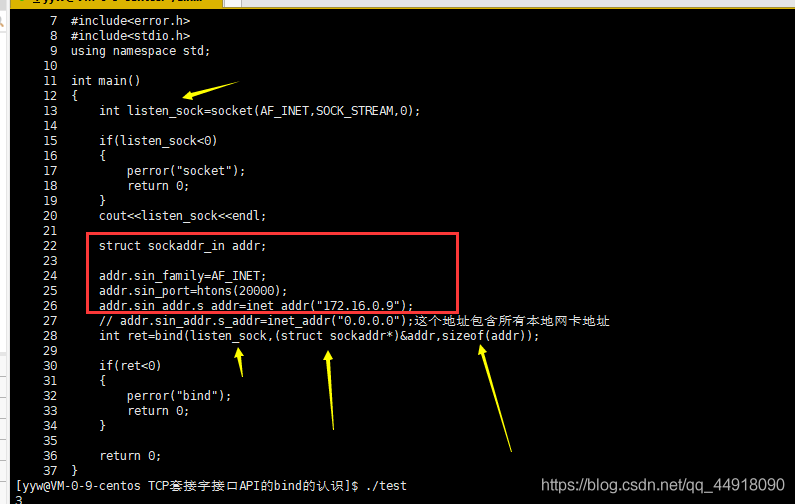 7 #include<error.h>
8 #include<stdio.h>
9 using namespace std;
10
11 int main()
12 {
13 int listen_sock=socket(AF_INET,SOCK_STREAM,0);
14
15 if(listen_sock<0)
16 {
17 perror("socket");
18 return 0;
19 }
20 cout<<listen_sock<<endl;
21
22 struct sockaddr_in addr;
23
24 addr.sin_family=AF_INET;
25 addr.sin_port=htons(20000);
26 addr.sin_addr.s_addr=inet_addr("172.16.0.9");
27 // addr.sin_addr.s_addr=inet_addr("0.0.0.0");这个地址包含所有本地网卡地址
28 int ret=bind(listen_sock,(struct sockaddr*)&addr,sizeof(addr));
29
30 if(ret<0)
31 {
32 perror("bind");
33 return 0;
34 }
35
36 return 0;
37 }
[yyw@VM-0-9-centos TCP套接字接口API的bind的认识]$ ./test
3
https://blog.csdn.net/qq_44918090